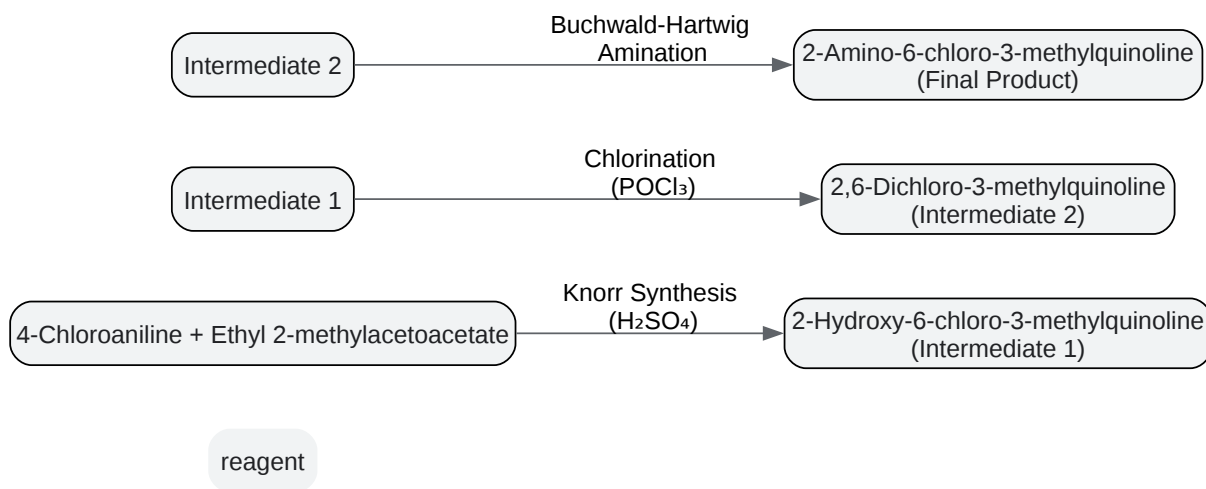 Buchwald-Hartwig
Amination
Intermediate 2
2-Amino-6-chloro-3-methylquinoline
(Final Product)
Chlorination
(POCl₃)
Intermediate 1
2,6-Dichloro-3-methylquinoline
(Intermediate 2)
Knorr Synthesis
(H₂SO₄)
4-Chloroaniline + Ethyl 2-methylacetoacetate
2-Hydroxy-6-chloro-3-methylquinoline
(Intermediate 1)
reagent